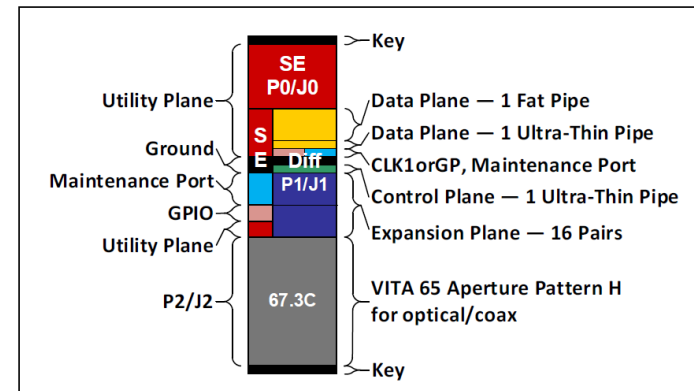 Key
SE
P0/J0
Utility Plane
Data Plane — 1 Fat Pipe
S
E
Data Plane — 1 Ultra-Thin Pipe
Ground
Diff
CLK1orGP, Maintenance Port
Maintenance Port
P1/J1
Control Plane — 1 Ultra-Thin Pipe
GPIO
Expansion Plane — 16 Pairs
Utility Plane
P2/J2
67.3C
VITA 65 Aperture Pattern H
for optical/coax
Key